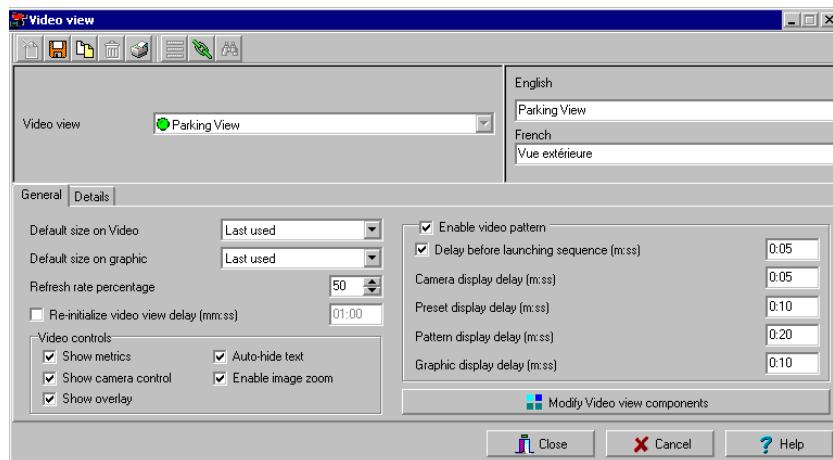 Video view
English
Parking View
Video view
Parking View
French
Vue extérieure
General
Details
Default size on Video
Last used
Default size on graphic
Last used
Refresh rate percentage
50
Re-initialize video view delay (mm:ss)
01:00
Video controls
Show metrics
Auto-hide text
Show camera control
Enable image zoom
Show overlay
Enable video pattern
Delay before launching sequence (m:ss)
0:05
Camera display delay (m:ss)
0:05
Preset display delay (m:ss)
0:10
Pattern display delay (m:ss)
0:20
Graphic display delay (m:ss)
0:10
Modify Video view components
Close
Cancel
Help